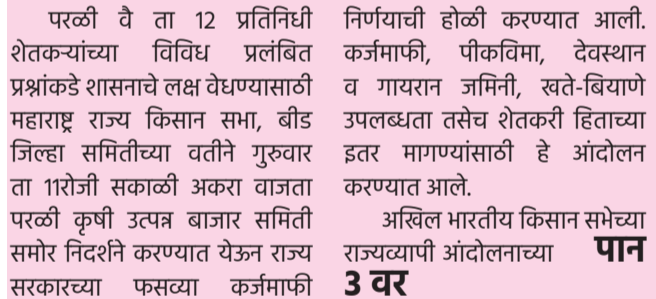 परळी वै ता 12 प्रतिनिधी
शेतकऱ्यांच्या विविध प्रलंबित
प्रश्नांकडे शासनाचे लक्ष वेधण्यासाठी
महाराष्ट्र राज्य किसान सभा, बीड
जिल्हा समितीच्या वतीने गुरुवार
ता 11रोजी सकाळी अकरा वाजता
परळी कृषी उत्पन्न बाजार समिती
समोर निदर्शने करण्यात येऊन राज्य
सरकारच्या फसव्या कर्जमाफी
निर्णयाची होळी करण्यात आली.
कर्जमाफी, पीकविमा, देवस्थान
व गायरान जमिनी, खते-बियाणे
उपलब्धता तसेच शेतकरी हिताच्या
इतर मागण्यांसाठी हे आंदोलन
करण्यात आले.
अखिल भारतीय किसान सभेच्या
राज्यव्यापी आंदोलनाच्या पान
3 वर